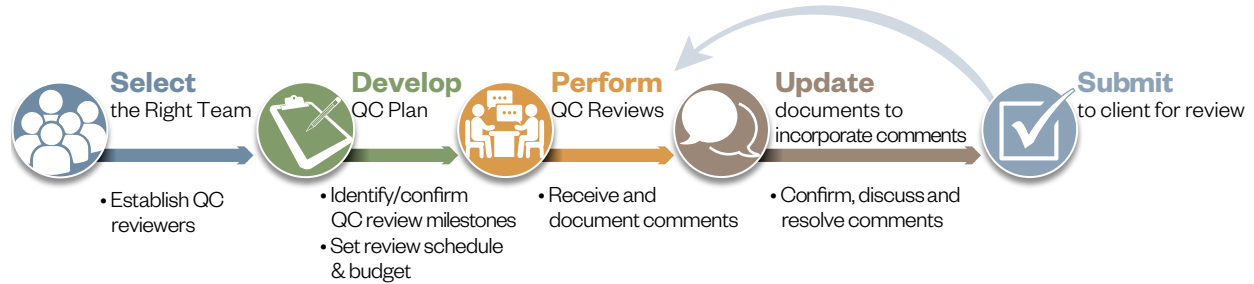 Select
the Right Team
• Establish QC
reviewers
Develop
QC Plan
• Identify/confirm
QC review milestones
• Set review schedule
& budget
Perform
QC Reviews
• Receive and
document comments
Update
documents to
incorporate comments
• Confirm, discuss and
resolve comments
Submit
to client for review